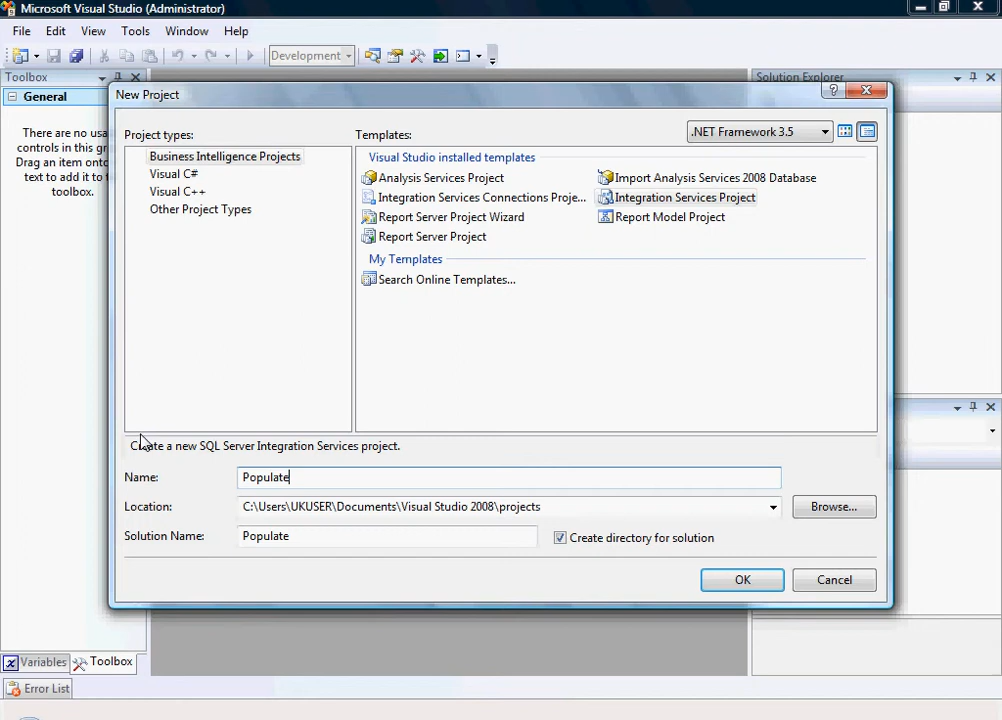 Microsoft Visual Studio (Administrator)
File Edit View Tools Window Help
Development
Toolbox
Solution Explorer
General
There are no usa
controls in this gr
Drag an item onto
text to add it to
toolbox.
New Project
Project types:
Templates:
.NET Framework 3.5
Business Intelligence Projects
Visual C#
Visual C++
Other Project Types
Visual Studio installed templates
Analysis Services Project
Import Analysis Services 2008 Database
Integration Services Connections Proje...
Integration Services Project
Report Server Project Wizard
Report Model Project
Report Server Project
My Templates
Search Online Templates...
Create a new SQL Server Integration Services project.
Name: Populate
Location: C:\Users\UKUSER\Documents\Visual Studio 2008\projects Browse...
Solution Name: Populate Create directory for solution
OK Cancel
Variables Toolbox
Error List